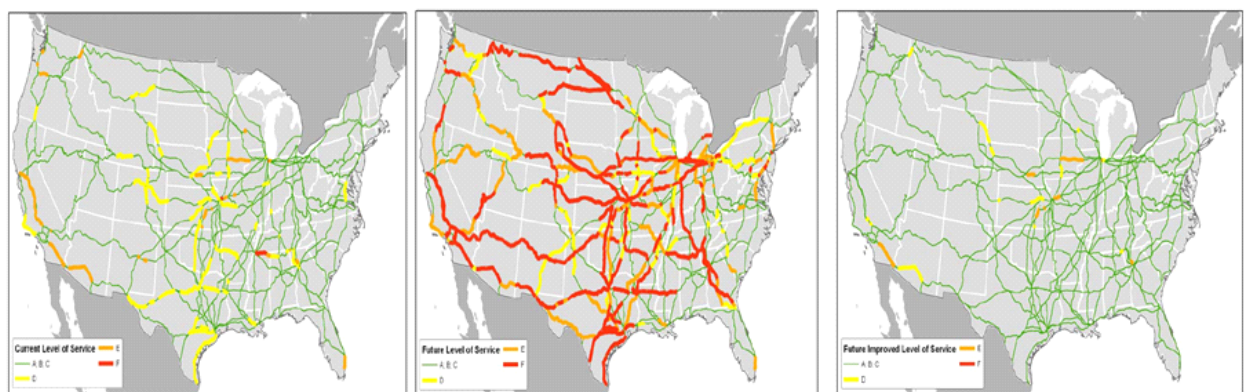 Current Level of Service
E
A; B; C
F
D
Future Level of Service
E
A; B; C
F
D
Future Improved Level of Service
E
A; B; C
F
D